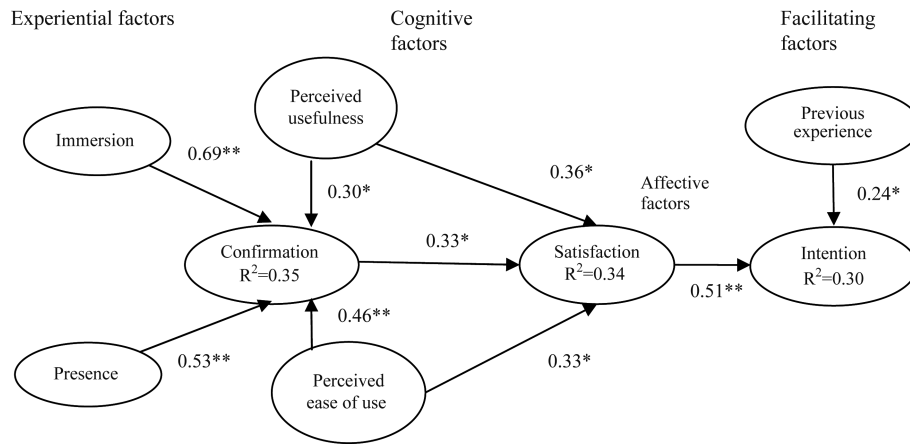 Experiential factors
Cognitive
factors
Facilitating
factors
Perceived
usefulness
Previous
experience
Immersion
0.69**
0.30*
0.36*
Affective
factors
0.24*
Confirmation
R²=0.35
0.33*
Satisfaction
R²=0.34
0.51**
Intention
R²=0.30
0.46**
Presence
0.53**
Perceived
ease of use
0.33*